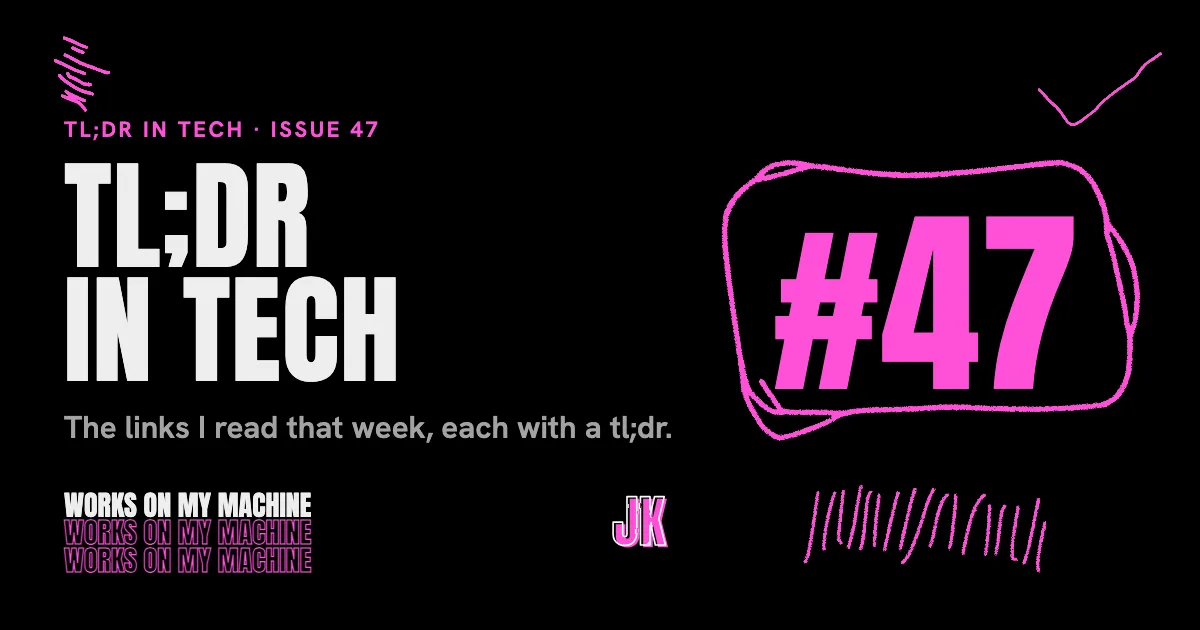 TL;DR IN TECH · ISSUE 47
TL;DR
IN TECH
The links I read that week, each with a tl;dr.
#47
WORKS ON MY MACHINE
WORKS ON MY MACHINE
WORKS ON MY MACHINE
JK